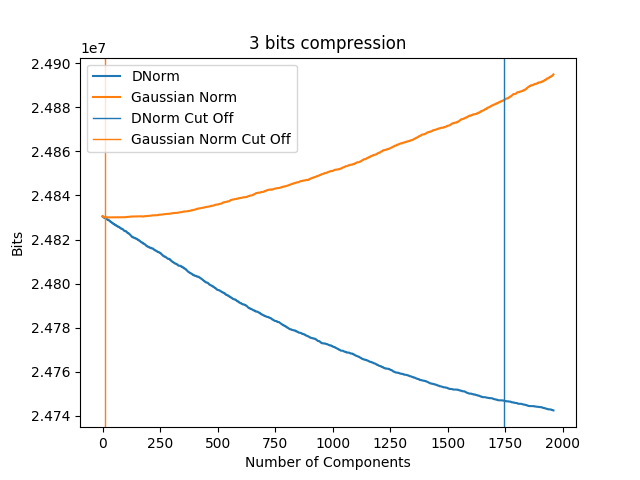 3 bits compression
1e7
2.490
2.488
2.486
2.484
2.482
2.480
2.478
2.476
2.474
Bits
DNorm
Gaussian Norm
DNorm Cut Off
Gaussian Norm Cut Off
0 250 500 750 1000 1250 1500 1750 2000
Number of Components